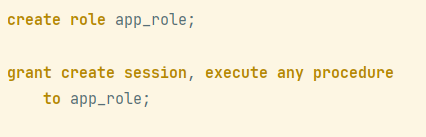 create role app_role;
grant create session, execute any procedure
to app_role;